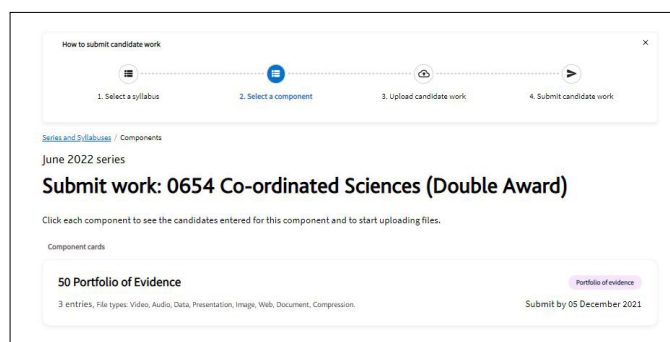 How to submit candidate work
×
1. Select a syllabus
2. Select a component
3. Upload candidate work
4. Submit candidate work
Series and Syllabuses / Components
June 2022 series
Submit work: 0654 Co-ordinated Sciences (Double Award)
Click each component to see the candidates entered for this component and to start uploading files.
Component cards
50 Portfolio of Evidence
Portfolio of evidence
3 entries, File types: Video, Audio, Data, Presentation, Image, Web, Document, Compression.
Submit by 05 December 2021